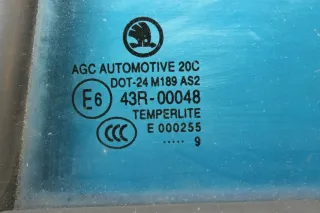 AGC AUTOMOTIVE 20C
DOT-24 M189 AS2
E6 43R-00048
TEMPERLITE
CCC E 000255
..... 9